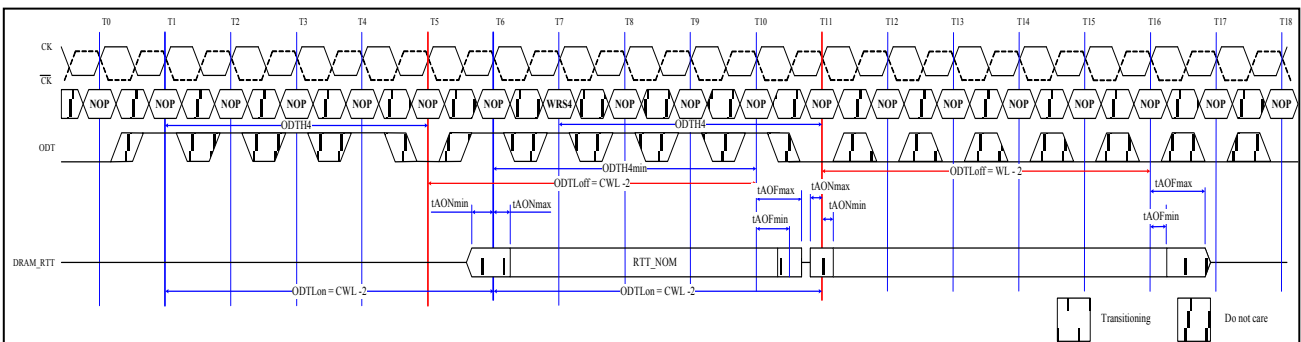 T0 T1 T2 T3 T4 T5 T6 T7 T8 T9 T10 T11 T12 T13 T14 T15 T16 T17 T18
CK
CK
NOP NOP NOP NOP NOP NOP NOP WRS4 NOP NOP NOP NOP NOP NOP NOP NOP NOP NOP NOP
ODTH4 ODTH4
ODT
ODTH4min ODTLoff = WL - 2
ODTLoff = CWL -2
tAOFmax tAONmax tAOFmax
tAONmin tAONmax tAONmin
tAOFmin tAOFmin
DRAM_RTT RTT_NOM
ODTLon = CWL -2 ODTLon = CWL -2
Transitioning Do not care